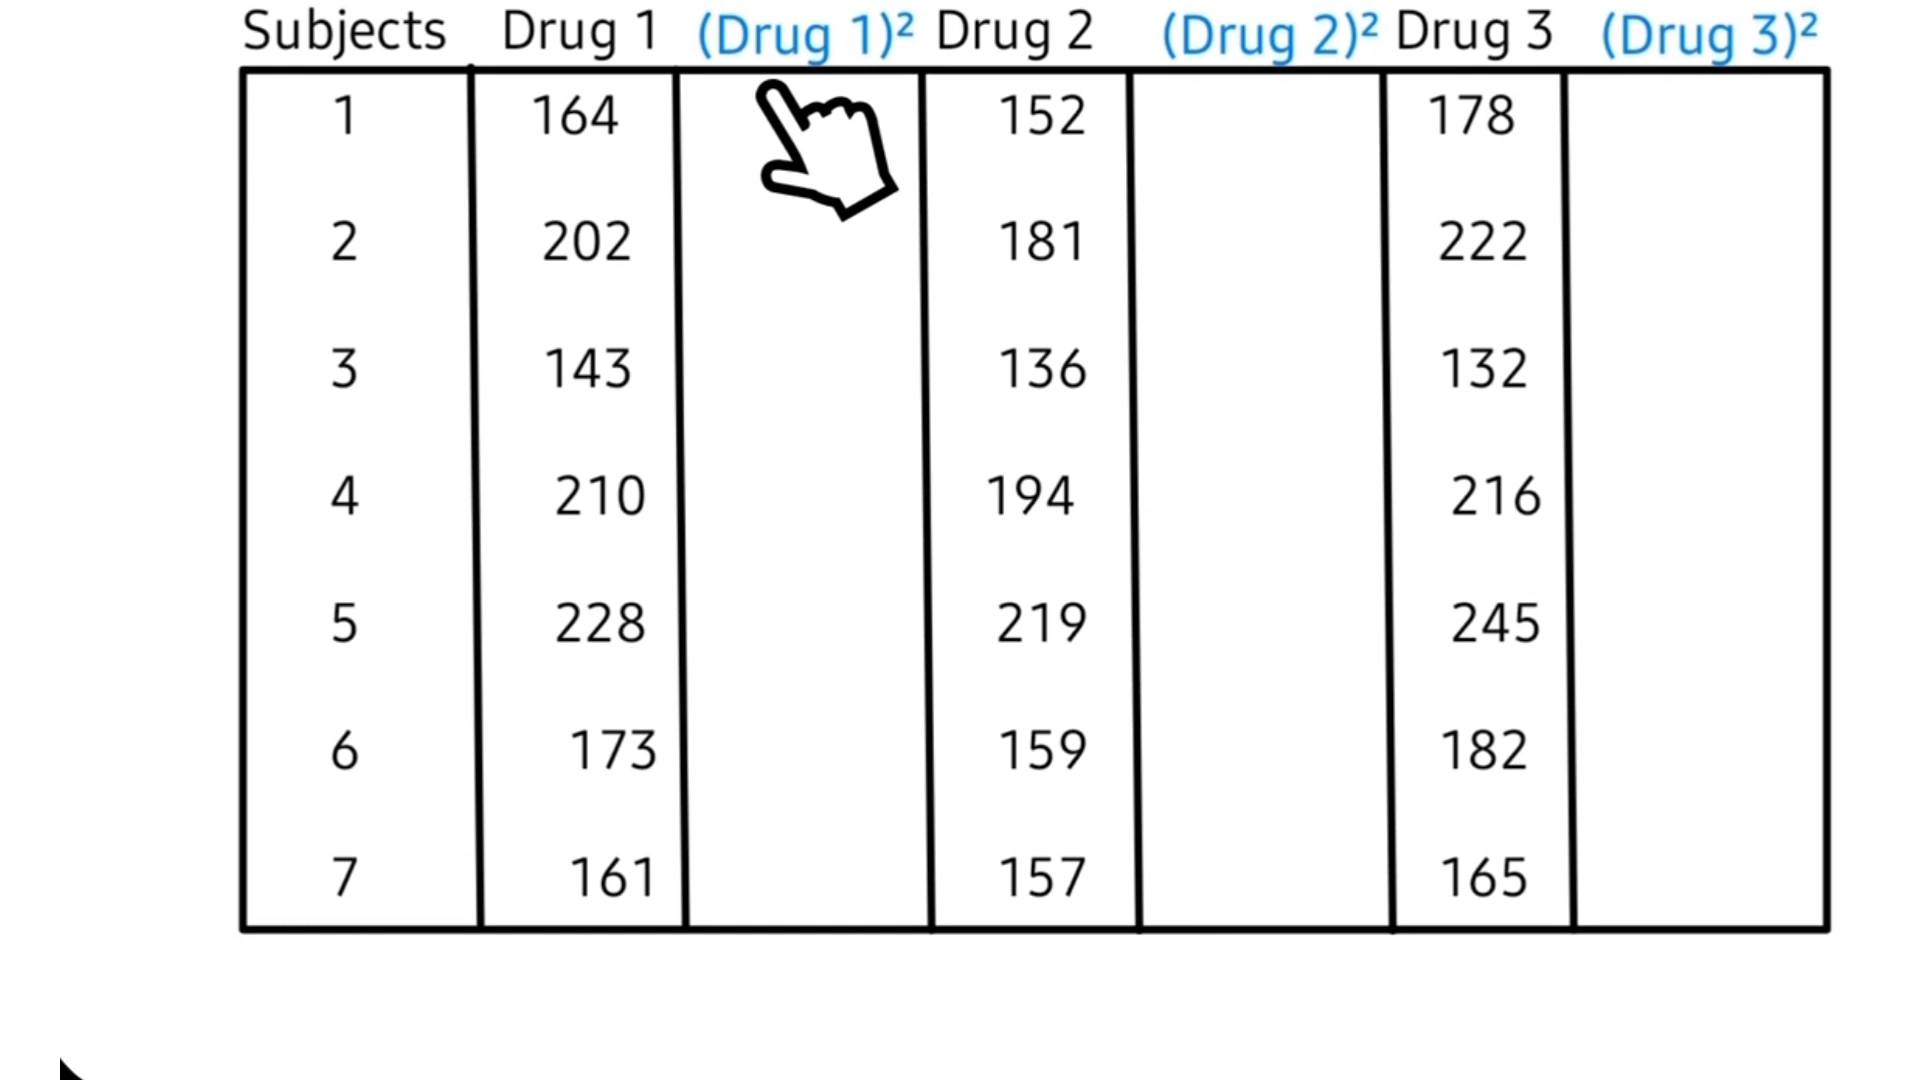 Subjects Drug 1 (Drug 1)² Drug 2 (Drug 2)² Drug 3 (Drug 3)²
1 164 152 178
2 202 181 222
3 143 136 132
4 210 194 216
5 228 219 245
6 173 159 182
7 161 157 165